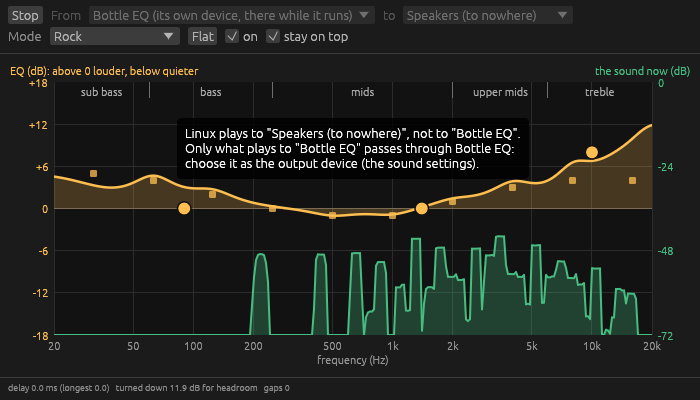 Stop From Bottle EQ (its own device, there while it runs) to Speakers (to nowhere)
Mode Rock Flat on stay on top
EQ (dB): above 0 louder, below quieter the sound now (dB)
+18 sub bass bass mids upper mids treble 0
+12
Linux plays to "Speakers (to nowhere)", not to "Bottle EQ".
Only what plays to "Bottle EQ" passes through Bottle EQ:
choose it as the output device (the sound settings).
+6 -24
0
-6 -48
-12
-18 -72
20 50 100 200 500 1k 2k 5k 10k 20k
frequency (Hz)
delay 0.0 ms (longest 0.0) turned down 11.9 dB for headroom gaps 0